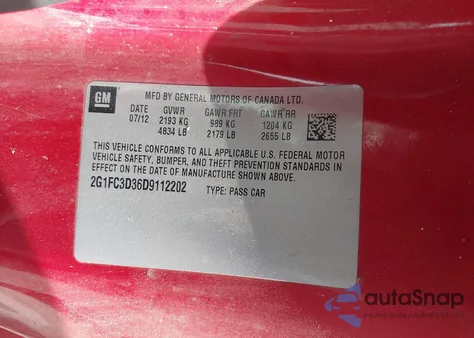 GM
MFD BY GENERAL MOTORS OF CANADA LTD.
DATE GVWR GAWR FRT GAWR RR
07/12 2193 KG 989 KG 1204 KG
4834 LB 2179 LB 2655 LB
THIS VEHICLE CONFORMS TO ALL APPLICABLE U.S. FEDERAL MOTOR
VEHICLE SAFETY, BUMPER, AND THEFT PREVENTION STANDARDS IN
EFFECT ON THE DATE OF MANUFACTURE SHOWN ABOVE.
2G1FC3D36D9112202 TYPE: PASS CAR
autoSnap